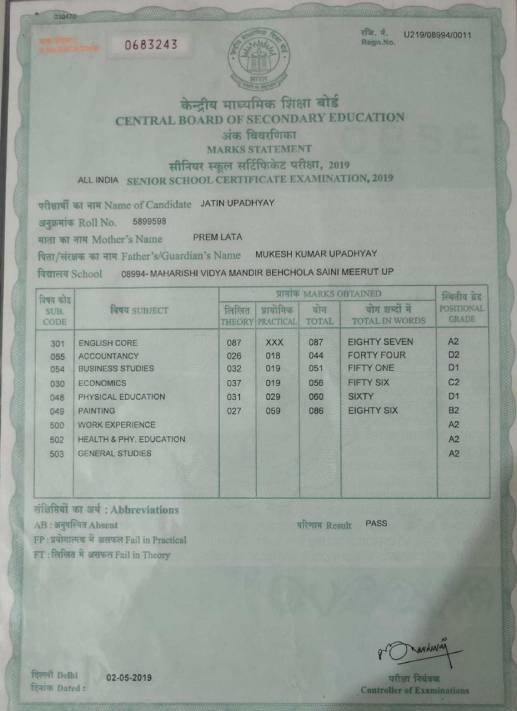 030470
0683243
रजि. सं. U219/08994/0011
Regn.No.
भारत
केन्द्रीय माध्यमिक शिक्षा बोर्ड
CENTRAL BOARD OF SECONDARY EDUCATION
अंक विवरणिका
MARKS STATEMENT
सीनियर स्कूल सर्टिफिकेट परीक्षा, 2019
ALL INDIA SENIOR SCHOOL CERTIFICATE EXAMINATION, 2019
परीक्षार्थी का नाम Name of Candidate JATIN UPADHYAY
अनुक्रमांक Roll No. 5899598
माता का नाम Mother's Name PREM LATA
पिता/संरक्षक का नाम Father's/Guardian's Name MUKESH KUMAR UPADHYAY
विद्यालय School 08994- MAHARISHI VIDYA MANDIR BEHCHOLA SAINI MEERUT UP
प्राप्तांक MARKS OBTAINED
विषय कोड विषय SUBJECT लिखित प्रायोगिक योग योग शब्दों में स्थितीय ग्रेड
SUB. CODE THEORY PRACTICAL TOTAL TOTAL IN WORDS POSITIONAL GRADE
301 ENGLISH CORE 087 XXX 087 EIGHTY SEVEN A2
055 ACCOUNTANCY 026 018 044 FORTY FOUR D2
054 BUSINESS STUDIES 032 019 051 FIFTY ONE D1
030 ECONOMICS 037 019 056 FIFTY SIX C2
048 PHYSICAL EDUCATION 031 029 060 SIXTY D1
049 PAINTING 027 059 086 EIGHTY SIX B2
500 WORK EXPERIENCE A2
502 HEALTH & PHY. EDUCATION A2
503 GENERAL STUDIES A2
संक्षिप्तियों का अर्थ : Abbreviations
AB : अनुपस्थित Absent परिणाम Result PASS
FP : प्रयोगात्मक में असफल Fail in Practical
FT : लिखित में असफल Fail in Theory
दिल्ली Delhi
दिनांक Dated : 02-05-2019
परीक्षा नियंत्रक
Controller of Examinations